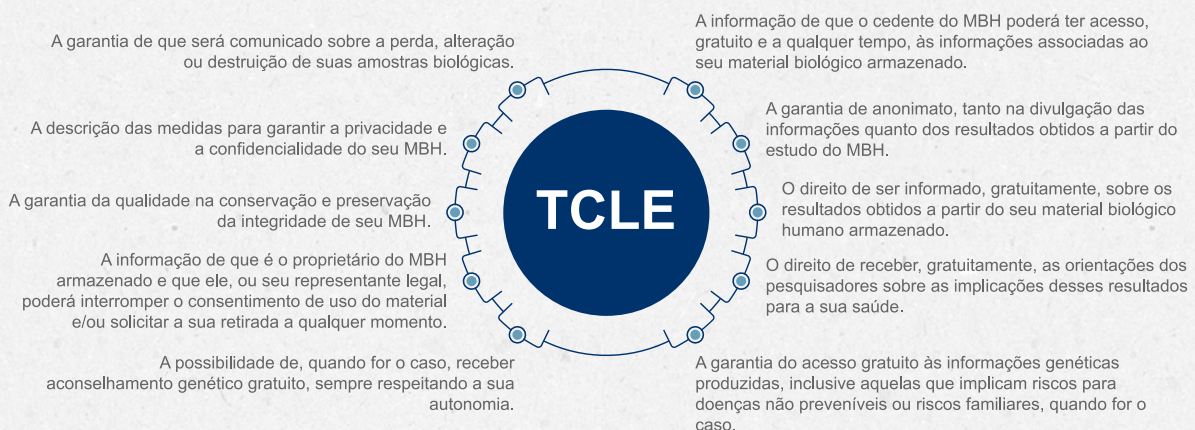 A garantia de que será comunicado sobre a perda, alteração
ou destruição de suas amostras biológicas.
A descrição das medidas para garantir a privacidade e
a confidencialidade do seu MBH.
A garantia da qualidade na conservação e preservação
da integridade de seu MBH.
A informação de que é o proprietário do MBH
armazenado e que ele, ou seu representante legal,
poderá interromper o consentimento de uso do material
e/ou solicitar a sua retirada a qualquer momento.
A possibilidade de, quando for o caso, receber
aconselhamento genético gratuito, sempre respeitando a sua
autonomia.
TCLE
A informação de que o cedente do MBH poderá ter acesso,
gratuito e a qualquer tempo, às informações associadas ao
seu material biológico armazenado.
A garantia de anonimato, tanto na divulgação das
informações quanto dos resultados obtidos a partir do
estudo do MBH.
O direito de ser informado, gratuitamente, sobre os
resultados obtidos a partir do seu material biológico
humano armazenado.
O direito de receber, gratuitamente, as orientações dos
pesquisadores sobre as implicações desses resultados
para a sua saúde.
A garantia do acesso gratuito às informações genéticas
produzidas, inclusive aquelas que implicam riscos para
doenças não preveníveis ou riscos familiares, quando for o
caso.